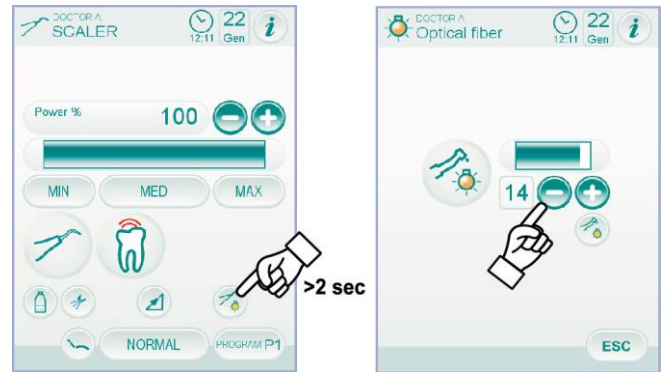 DOCTOR A
SCALER
12:11
22
Gen
i
Power %
100
MIN
MED
MAX
>2 sec
NORMAL
PROGRAM P1
DOCTOR A
Optical fiber
12:11
22
Gen
i
14
ESC